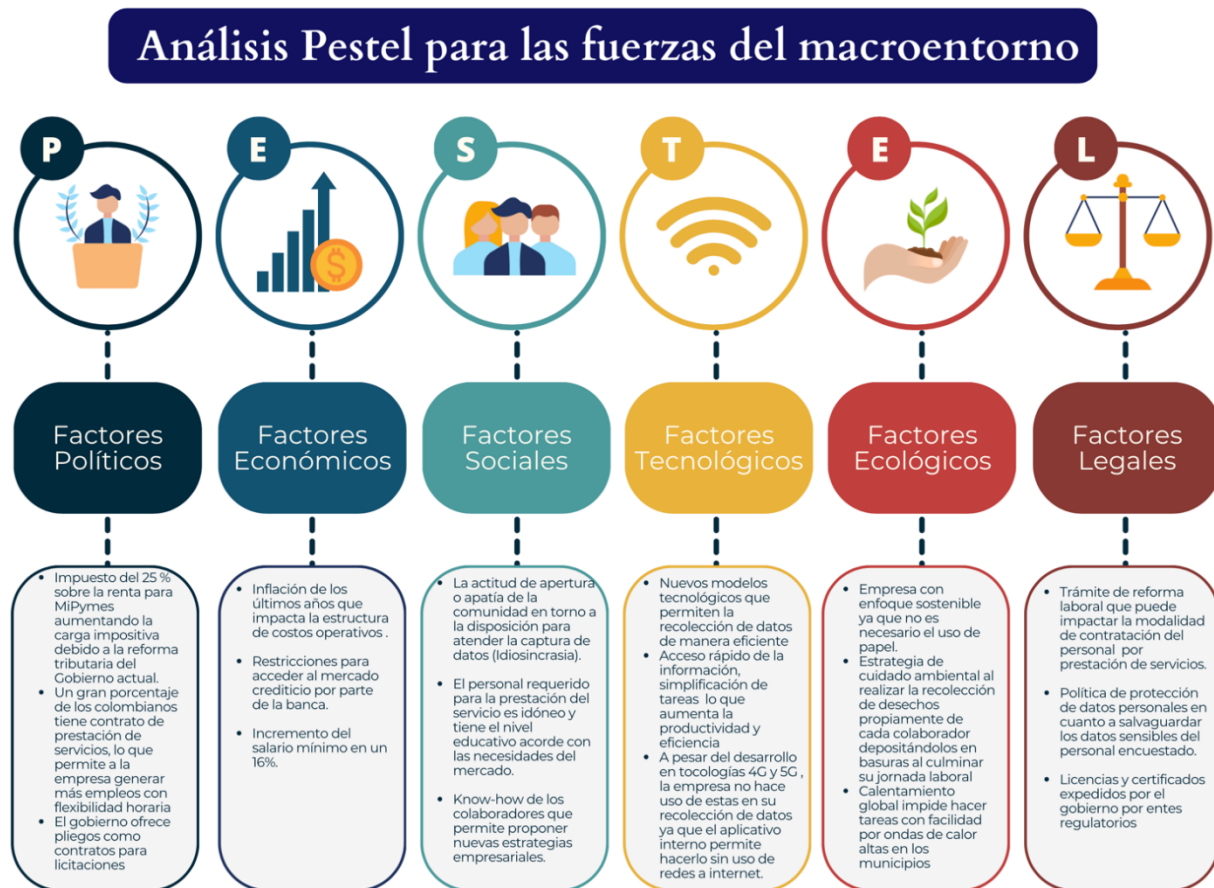 Análisis Pestel para las fuerzas del macroentorno
P
E
S
T
E
L
Factores
Políticos
Factores
Económicos
Factores
Sociales
Factores
Tecnológicos
Factores
Ecológicos
Factores
Legales
• Impuesto del 25 %
sobre la renta para
MiPymes
aumentando la
carga impositiva
debido a la reforma
tributaria del
Gobierno actual.
• Un gran porcentaje
de los colombianos
tiene contrato de
prestación de
servicios, lo que
permite a la
empresa generar
más empleos con
flexibilidad horaria
• El gobierno ofrece
pliegos como
contratos para
licitaciones
• Inflación de los
últimos años que
impacta la estructura
de costos operativos .
• Restricciones para
acceder al mercado
crediticio por parte
de la banca.
• Incremento del
salario mínimo en un
16%.
• La actitud de apertura
o apatía de la
comunidad en torno a
la disposición para
atender la captura de
datos (Idiosincrasia).
• El personal requerido
para la prestación del
servicio es idóneo y
tiene el nivel
educativo acorde con
las necesidades del
mercado.
• Know-how de los
colaboradores que
permite proponer
nuevas estrategias
empresariales.
• Nuevos modelos
tecnológicos que
permiten la
recolección de datos
de manera eficiente
• Acceso rápido de la
información,
simplificación de
tareas lo que
aumenta la
productividad y
eficiencia
• A pesar del desarrollo
en tocologías 4G y 5G ,
la empresa no hace
uso de estas en su
recolección de datos
ya que el aplicativo
interno permite
hacerlo sin uso de
redes a internet.
• Empresa con
enfoque sostenible
ya que no es
necesario el uso de
papel.
• Estrategia de
cuidado ambiental al
realizar la recolección
de desechos
propiamente de
cada colaborador
depositándolos en
basuras al culminar
su jornada laboral
• Calentamiento
global impide hacer
tareas con facilidad
por ondas de calor
altas en los
municipios
• Trámite de reforma
laboral que puede
impactar la modalidad
de contratación del
personal por
prestación de servicios.
• Política de protección
de datos personales en
cuanto a salvaguardar
los datos sensibles del
personal encuestado.
• Licencias y certificados
expedidos por el
gobierno por entes
regulatorios